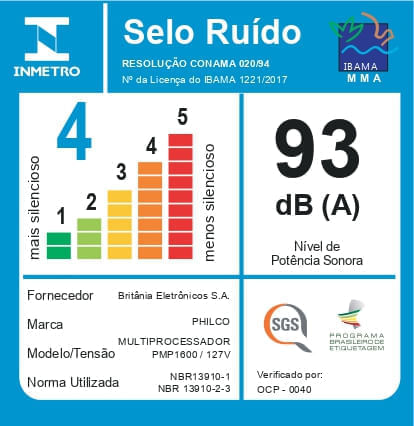 INMETRO
Selo Ruído
RESOLUÇÃO CONAMA 020/94
Nº da Licença do IBAMA 1221/2017
IBAMA
M M A
4
mais silencioso
1
2
3
4
5
menos silencioso
93
dB (A)
Nível de
Potência Sonora
Fornecedor Britânia Eletrônicos S.A.
Marca PHILCO
Modelo/Tensão MULTIPROCESSADOR
PMP1600 / 127V
Norma Utilizada NBR13910-1
NBR 13910-2-3
SGS
PROGRAMA
BRASILEIRO DE
ETIQUETAGEM
Verificado por:
OCP - 0040